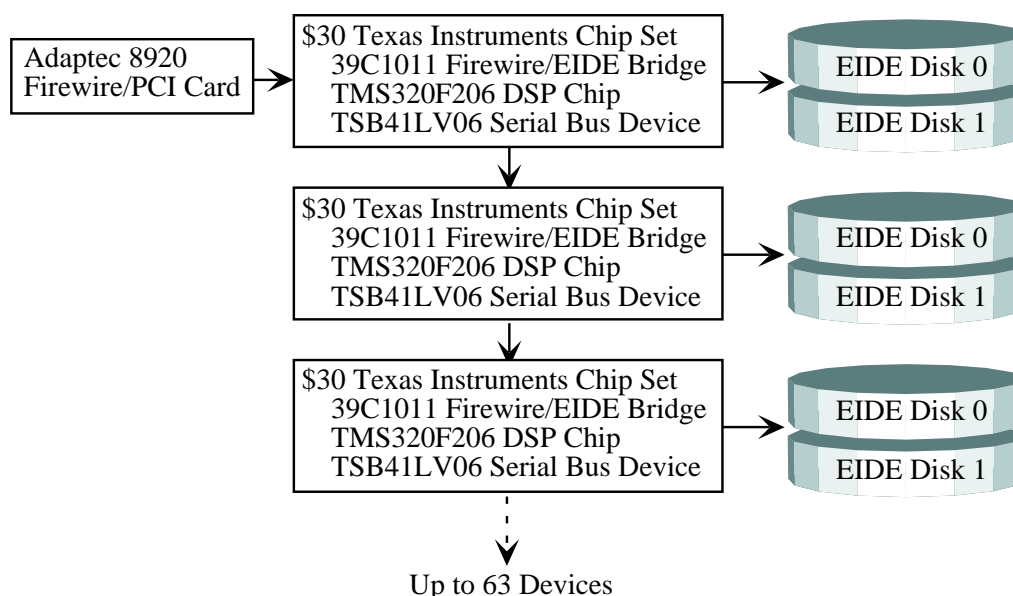 Adaptec 8920
Firewire/PCI Card
$30 Texas Instruments Chip Set
39C1011 Firewire/EIDE Bridge
TMS320F206 DSP Chip
TSB41LV06 Serial Bus Device
EIDE Disk 0
EIDE Disk 1
$30 Texas Instruments Chip Set
39C1011 Firewire/EIDE Bridge
TMS320F206 DSP Chip
TSB41LV06 Serial Bus Device
EIDE Disk 0
EIDE Disk 1
$30 Texas Instruments Chip Set
39C1011 Firewire/EIDE Bridge
TMS320F206 DSP Chip
TSB41LV06 Serial Bus Device
EIDE Disk 0
EIDE Disk 1
Up to 63 Devices